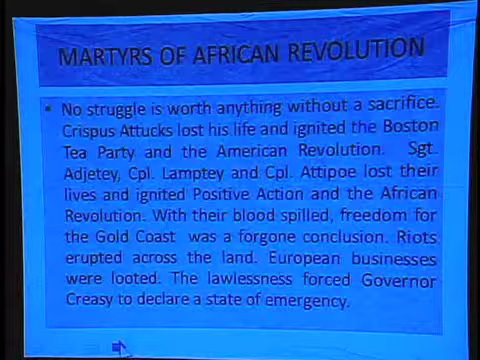 MARTYRS OF AFRICAN REVOLUTION
▪ No struggle is worth anything without a sacrifice.
Crispus Attucks lost his life and ignited the Boston
Tea Party and the American Revolution. Sgt.
Adjetey, Cpl. Lamptey and Cpl. Attipoe lost their
lives and ignited Positive Action and the African
Revolution. With their blood spilled, freedom for
the Gold Coast was a forgone conclusion. Riots
erupted across the land. European businesses
were looted. The lawlessness forced Governor
Creasy to declare a state of emergency.